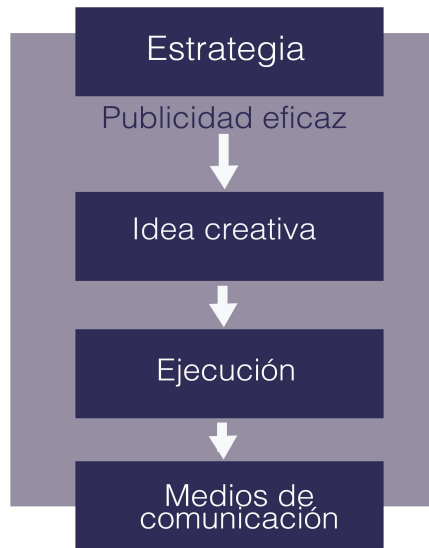 Estrategia
Publicidad eficaz
Idea creativa
Ejecución
Medios de
comunicación